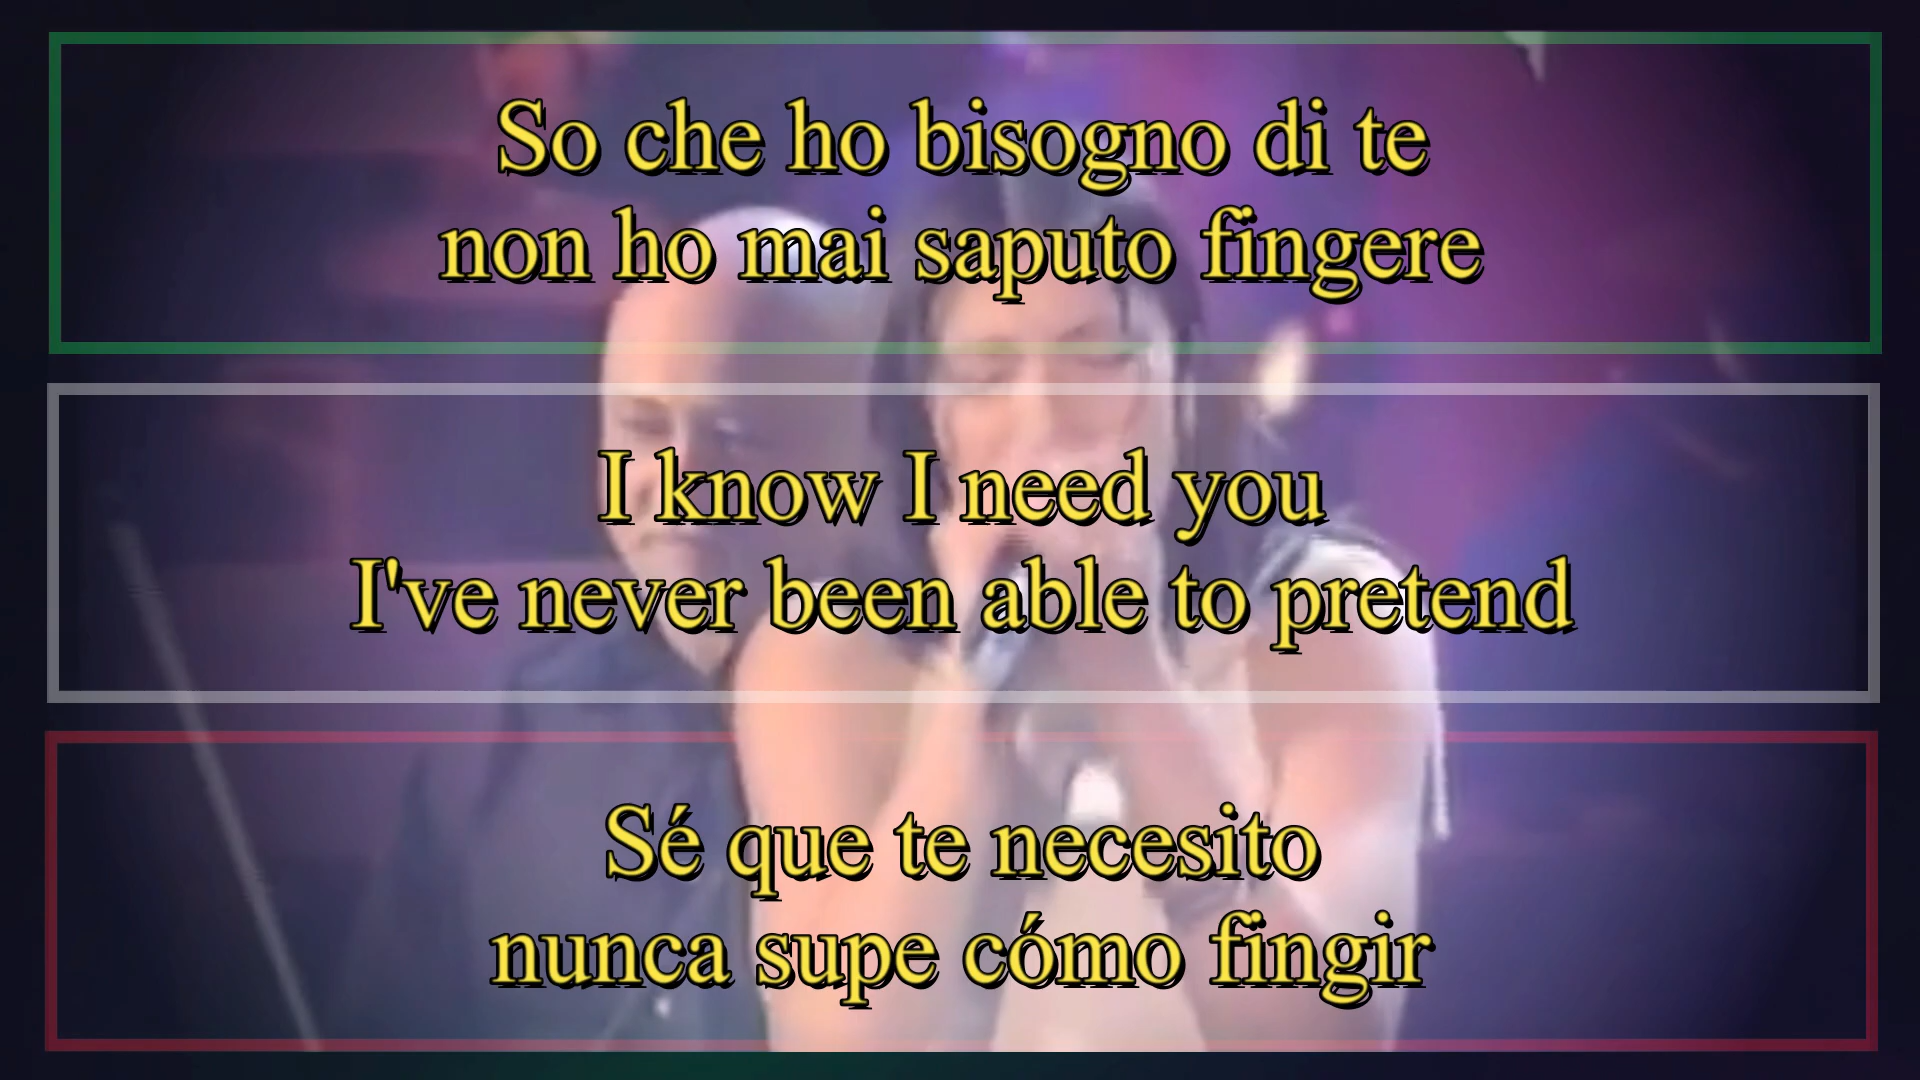 So che ho bisogno di te
non ho mai saputo fingere
I know I need you
I've never been able to pretend
Sé que te necesito
nunca supe cómo fingir